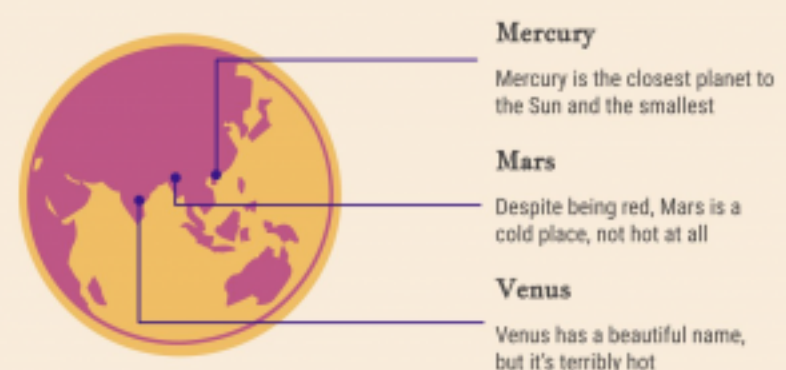 Mercury
Mercury is the closest planet to
the Sun and the smallest
Mars
Despite being red, Mars is a
cold place, not hot at all
Venus
Venus has a beautiful name,
but it's terribly hot